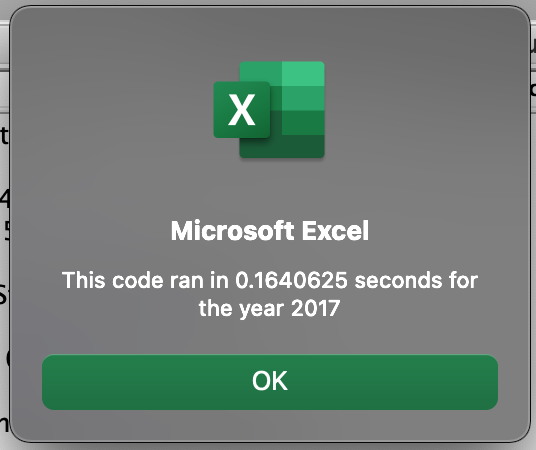 X
Microsoft Excel
This code ran in 0.1640625 seconds for
the year 2017
OK